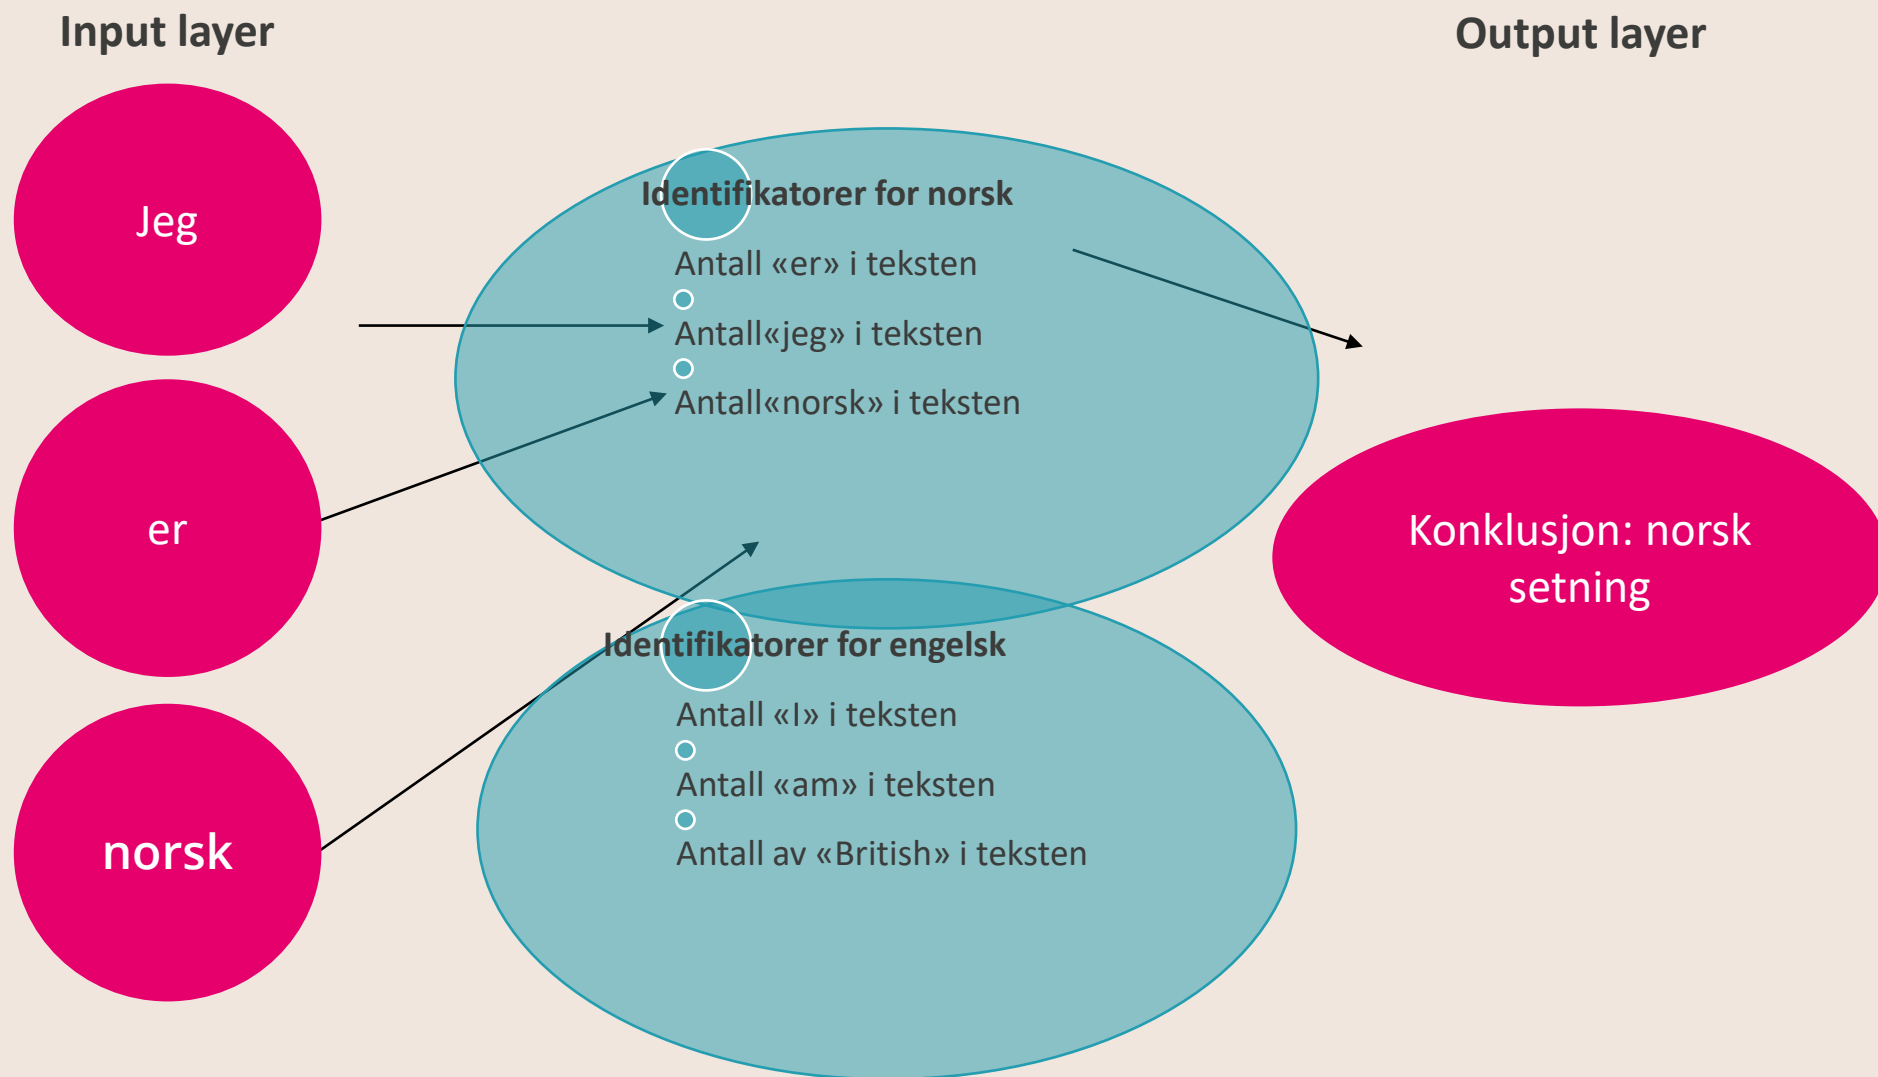 Input layer
Output layer
Jeg
er
norsk
Identifikatorer for norsk
Antall «er» i teksten
Antall«jeg» i teksten
Antall«norsk» i teksten
Identifikatorer for engelsk
Antall «I» i teksten
Antall «am» i teksten
Antall av «British» i teksten
Konklusjon: norsk
setning